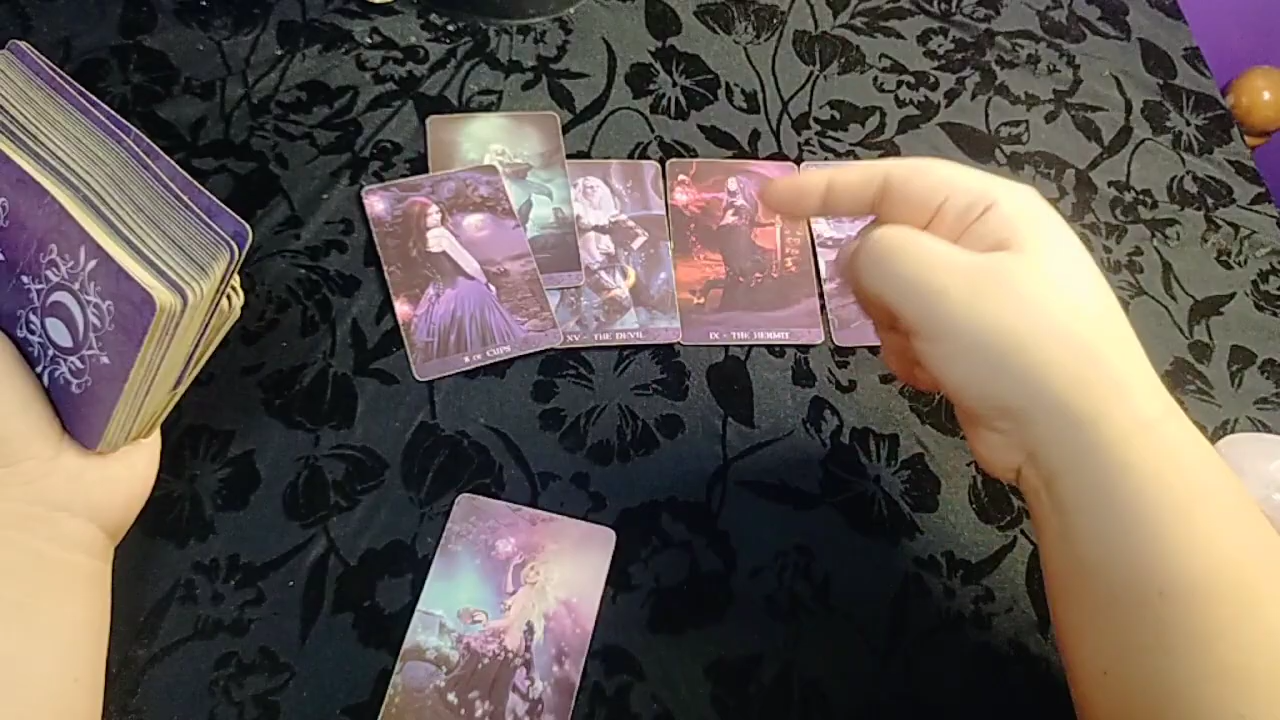 8 OF CUPS
XV - THE DEVIL
IX - THE HERMIT